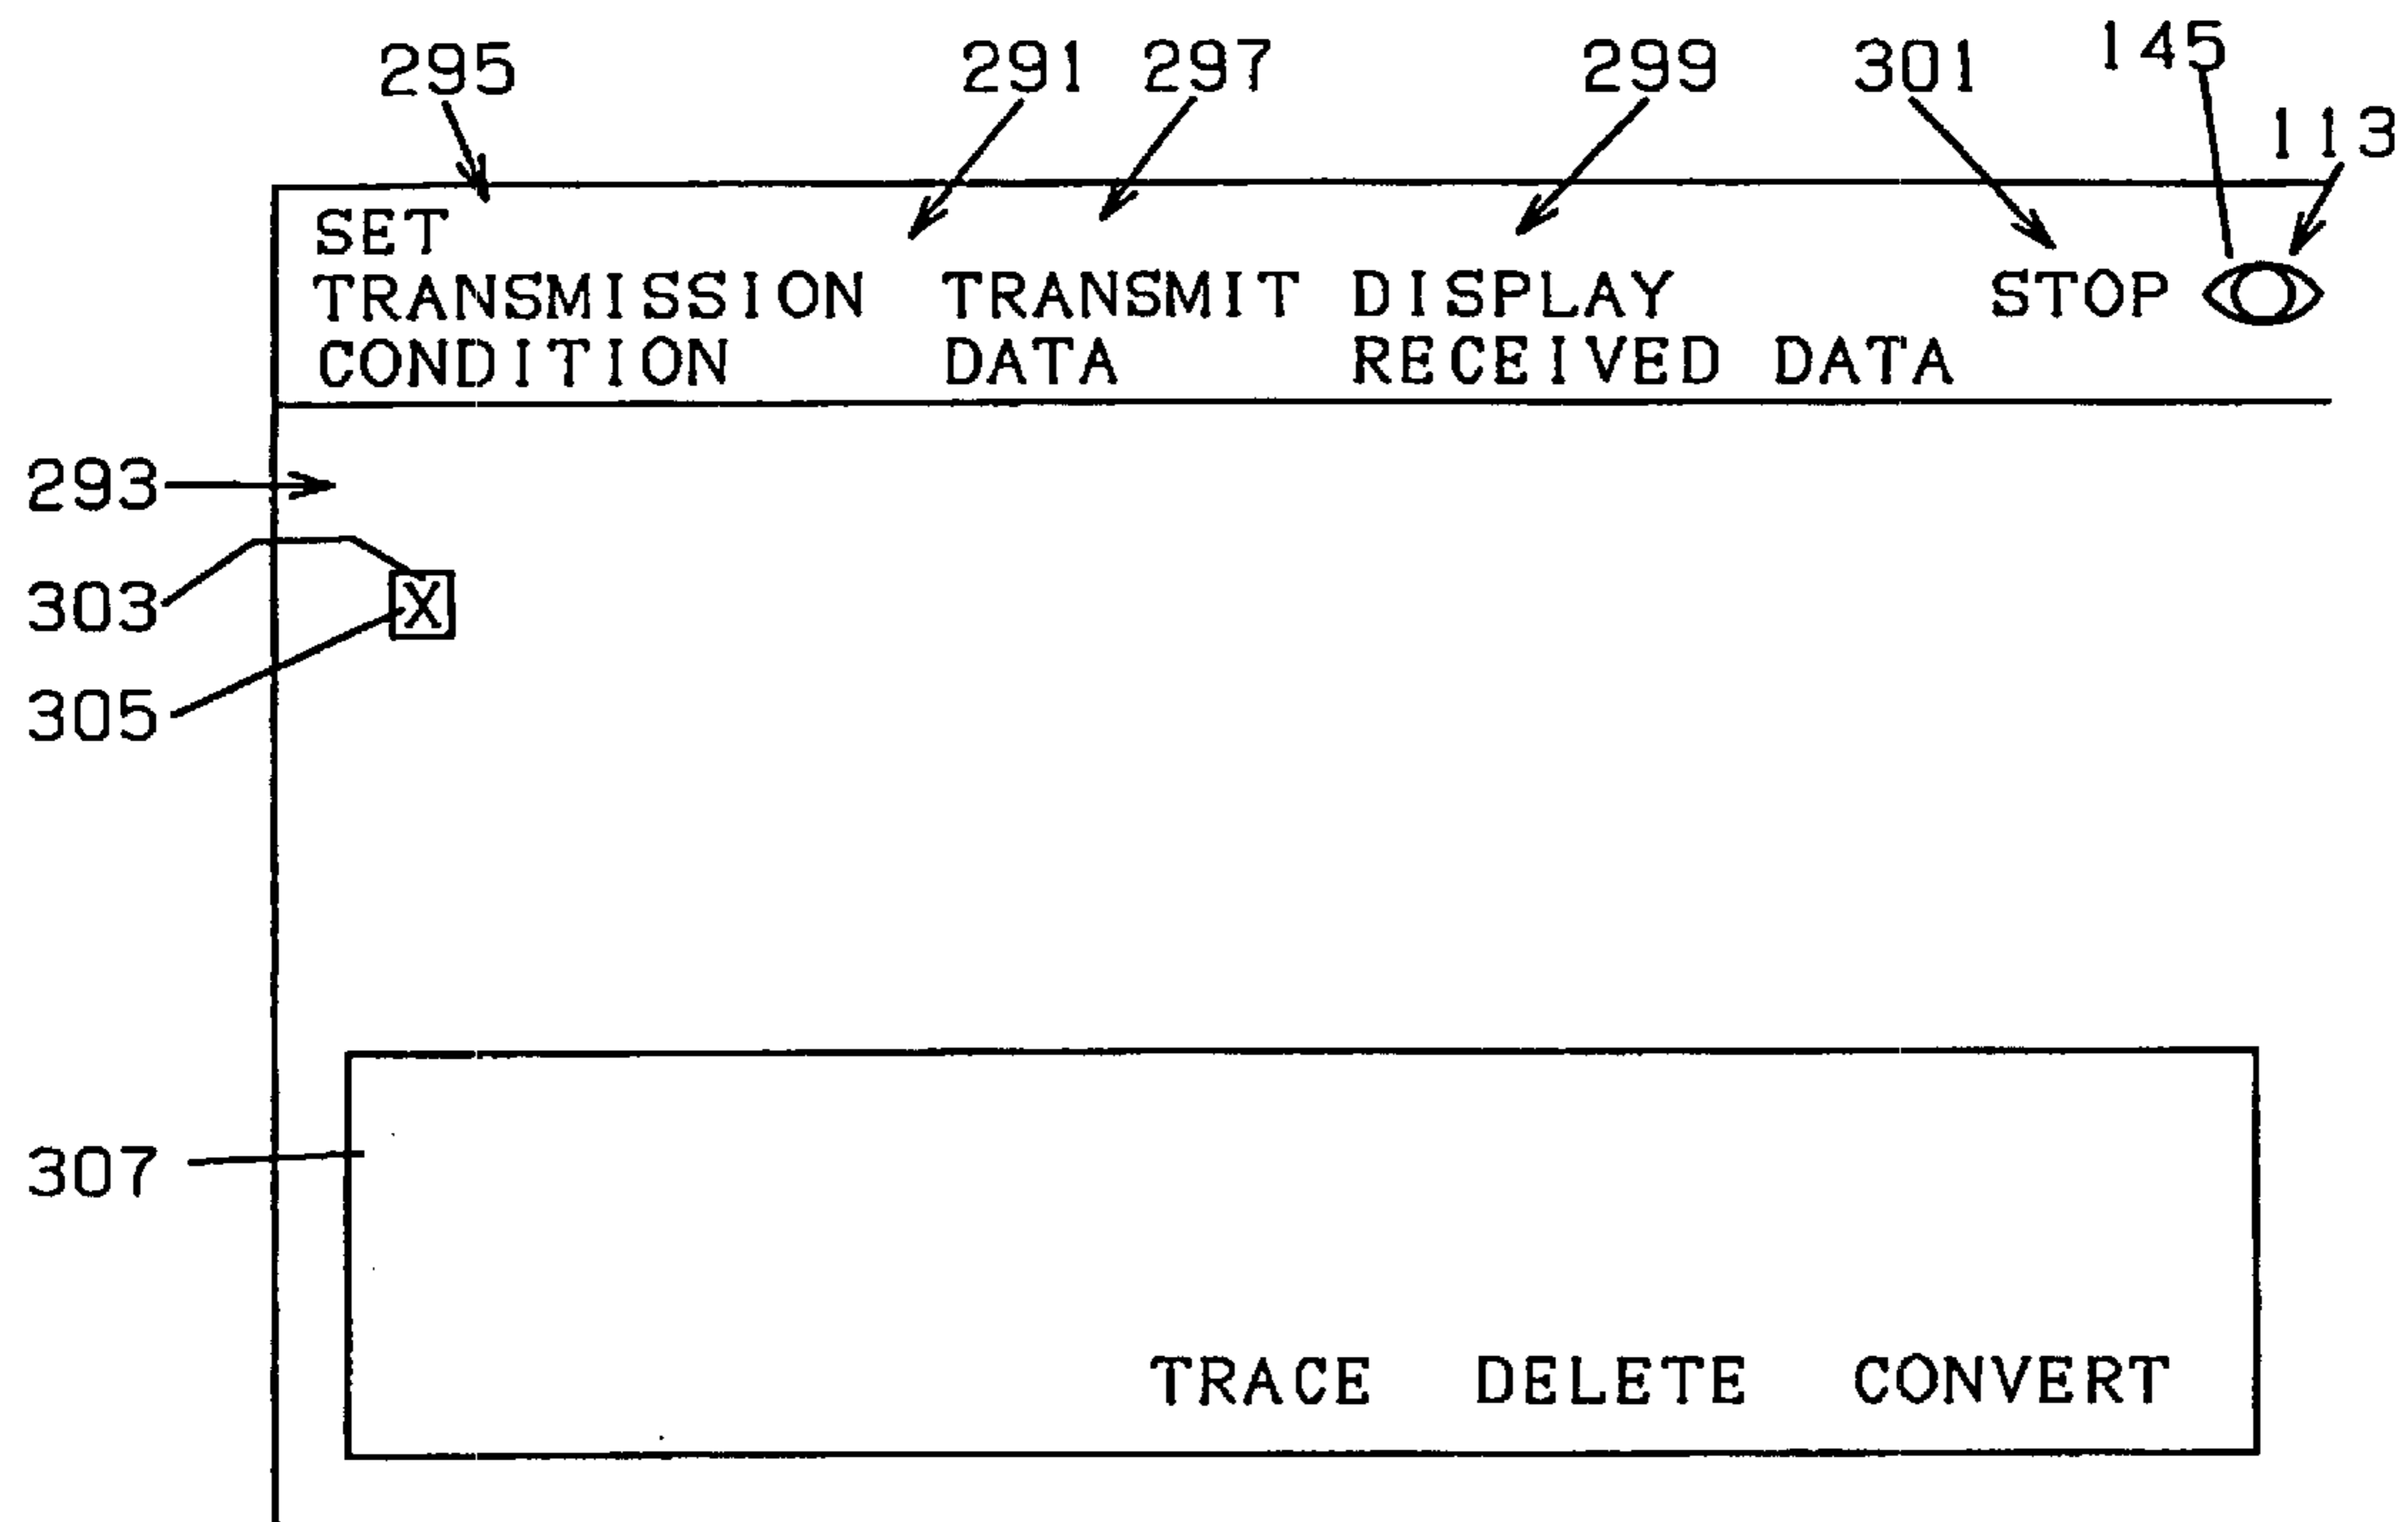 295 291 297 299 301 145
113
SET
TRANSMISSION TRANSMIT DISPLAY STOP
CONDITION DATA RECEIVED DATA
293
303
X
305
307
TRACE DELETE CONVERT